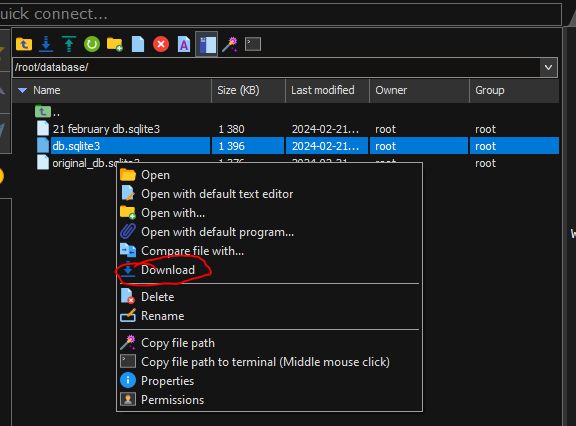 uick connect...
/root/database/
Name Size (KB) Last modified Owner Group
..
21 february db.sqlite3 1 380 2024-02-21... root root
db.sqlite3 1 396 2024-02-21... root root
original_db.sqlite3 1 276 2024-02-21... root root
Open
Open with default text editor
Open with...
Open with default program...
Compare file with...
Download
Delete
Rename
Copy file path
Copy file path to terminal (Middle mouse click)
Properties
Permissions